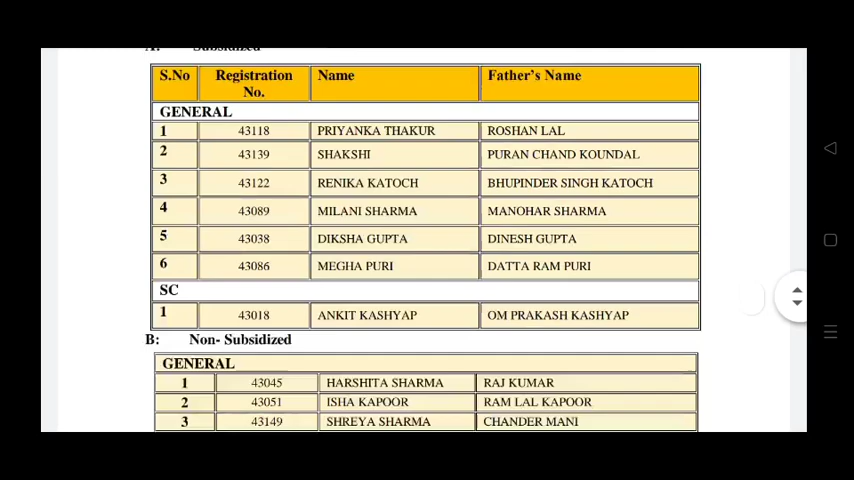 A: Subsidized
S.No Registration No. Name Father's Name
GENERAL
1 43118 PRIYANKA THAKUR ROSHAN LAL
2 43139 SHAKSHI PURAN CHAND KOUNDAL
3 43122 RENIKA KATOCH BHUPINDER SINGH KATOCH
4 43089 MILANI SHARMA MANOHAR SHARMA
5 43038 DIKSHA GUPTA DINESH GUPTA
6 43086 MEGHA PURI DATTA RAM PURI
SC
1 43018 ANKIT KASHYAP OM PRAKASH KASHYAP
B: Non- Subsidized
GENERAL
1 43045 HARSHITA SHARMA RAJ KUMAR
2 43051 ISHA KAPOOR RAM LAL KAPOOR
3 43149 SHREYA SHARMA CHANDER MANI